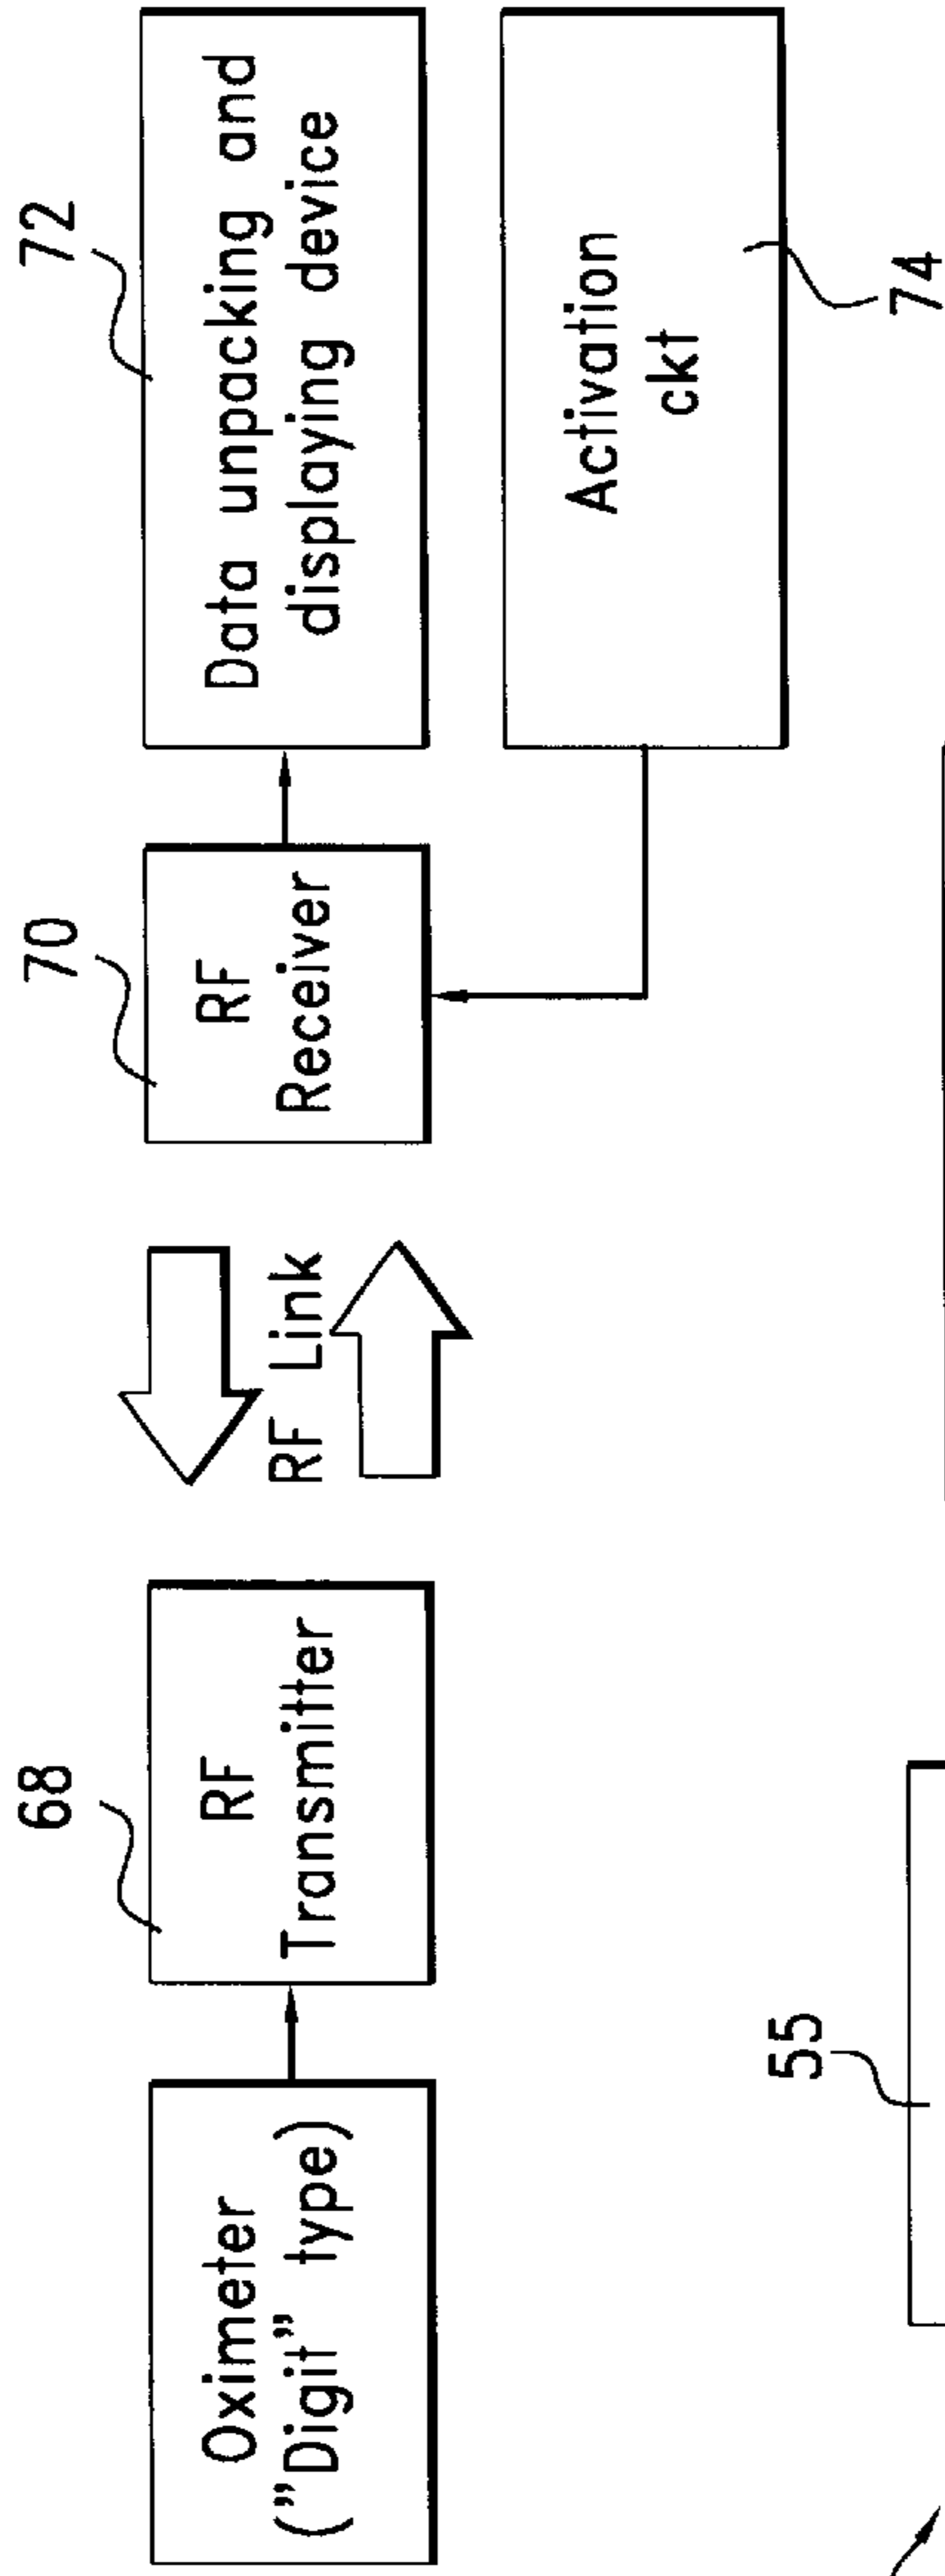 Oximeter
("Digit" type)
68
RF
Transmitter
RF Link
70
RF
Receiver
72
Data unpacking and
displaying device
Activation
ckt
74
55